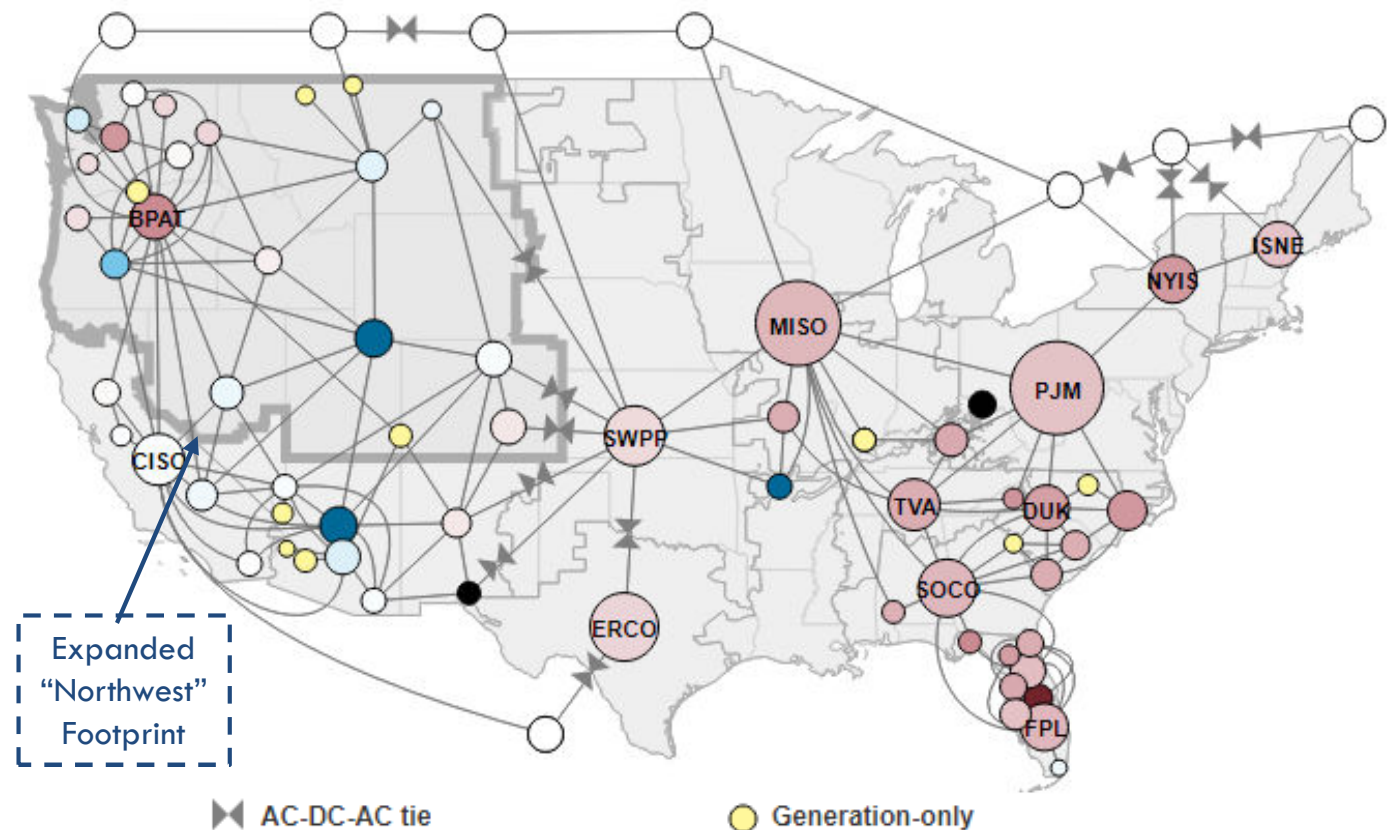 BPAT
ISNE
NYIS
MISO
PJM
SWPP
CISO
TVA
DUK
SOCO
ERCO
Expanded
“Northwest”
Footprint
FPL
AC-DC-AC tie
Generation-only